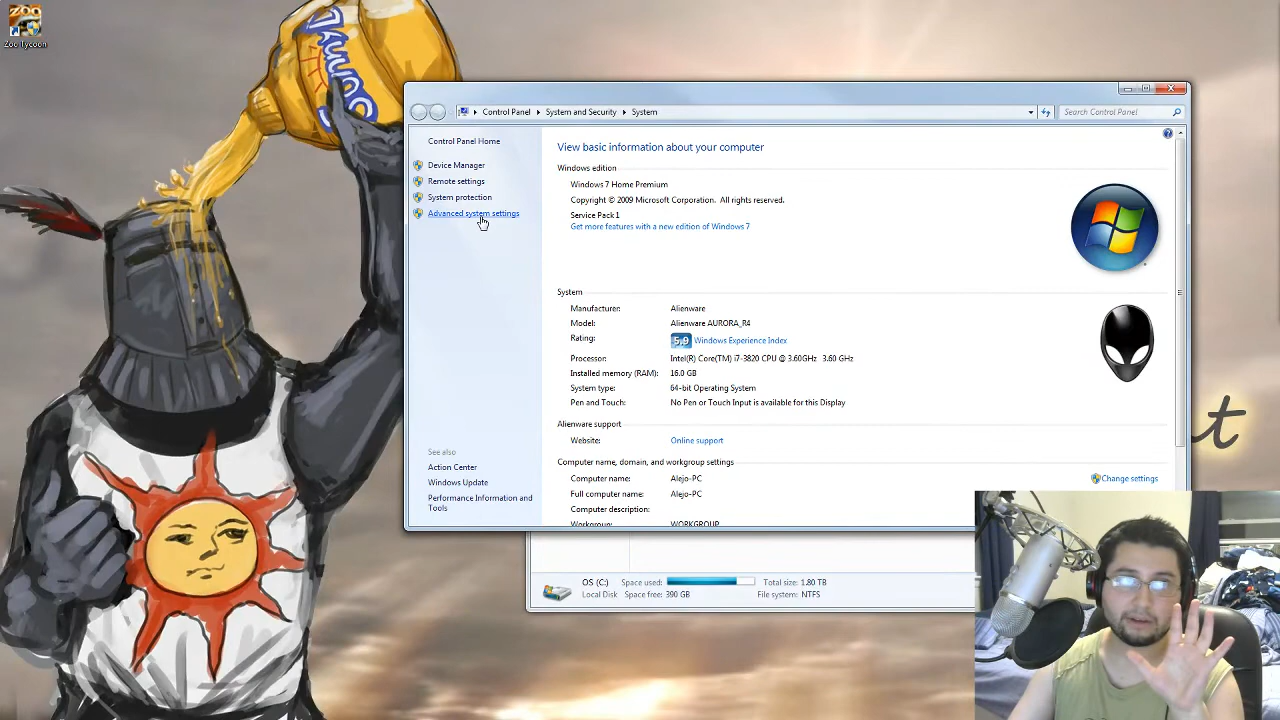 ZOO
Zoo Tycoon
Control Panel
System and Security
System
Search Control Panel
Control Panel Home
Device Manager
Remote settings
System protection
Advanced system settings
See also
Action Center
Windows Update
Performance Information and
Tools
View basic information about your computer
Windows edition
Windows 7 Home Premium
Copyright © 2009 Microsoft Corporation. All rights reserved.
Service Pack 1
Get more features with a new edition of Windows 7
System
Manufacturer: Alienware
Model: Alienware AURORA_R4
Rating: 5,9 Windows Experience Index
Processor: Intel(R) Core(TM) i7-3820 CPU @ 3.60GHz 3.60 GHz
Installed memory (RAM): 16.0 GB
System type: 64-bit Operating System
Pen and Touch: No Pen or Touch Input is available for this Display
Alienware support
Website: Online support
Computer name, domain, and workgroup settings
Computer name: Alejo-PC Change settings
Full computer name: Alejo-PC
Computer description:
Workgroup: WORKGROUP
OS (C:) Space used: Total size: 1.80 TB
Local Disk Space free: 390 GB File system: NTFS
t